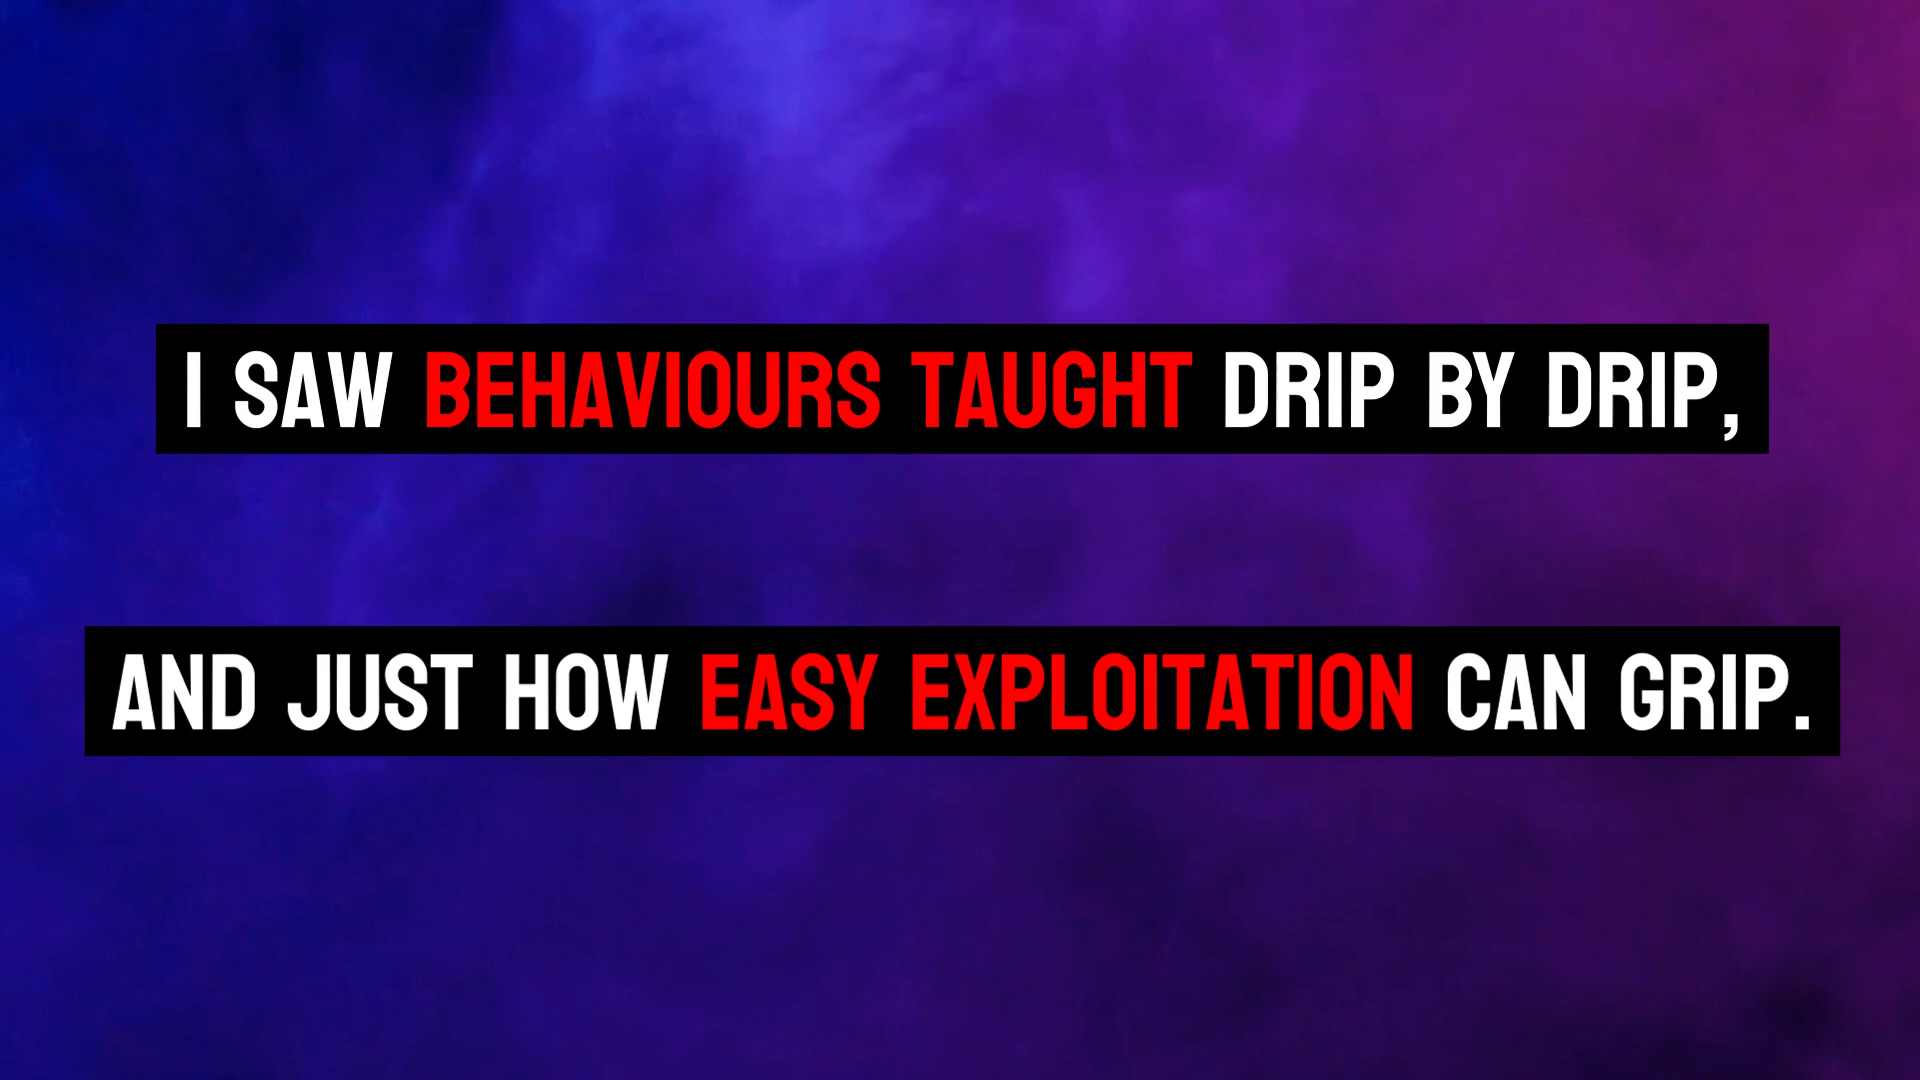 I SAW BEHAVIOURS TAUGHT DRIP BY DRIP,
AND JUST HOW EASY EXPLOITATION CAN GRIP.